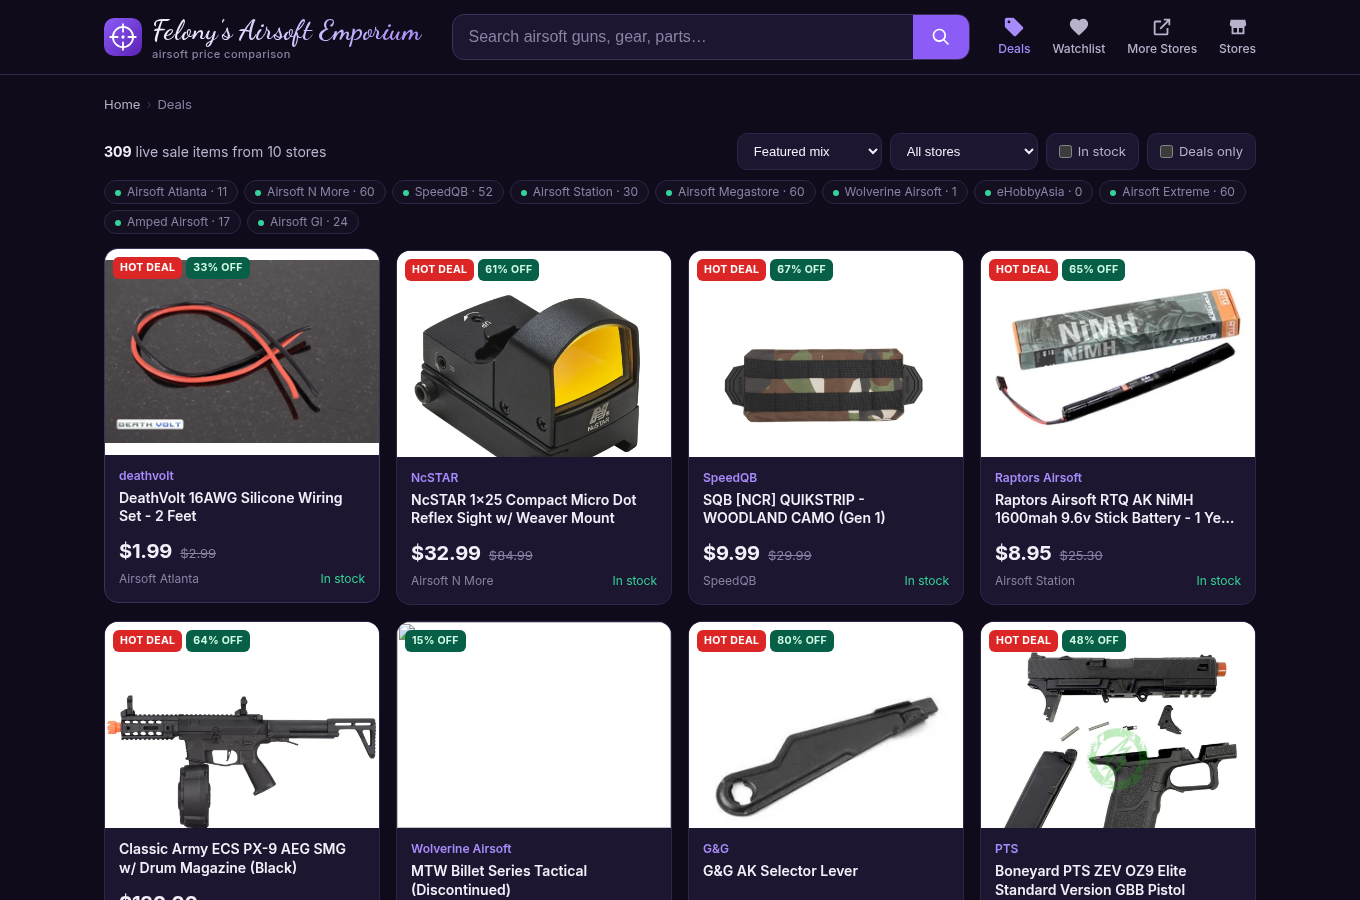 Felony's Airsoft Emporium
airsoft price comparison
Search airsoft guns, gear, parts…
Deals
Watchlist
More Stores
Stores
Home › Deals
309 live sale items from 10 stores
Featured mix
All stores
In stock
Deals only
Airsoft Atlanta · 11
Airsoft N More · 60
SpeedQB · 52
Airsoft Station · 30
Airsoft Megastore · 60
Wolverine Airsoft · 1
eHobbyAsia · 0
Airsoft Extreme · 60
Amped Airsoft · 17
Airsoft GI · 24
HOT DEAL 33% OFF
DEATH VOLT
deathvolt
DeathVolt 16AWG Silicone Wiring
Set - 2 Feet
$1.99 $2.99
Airsoft Atlanta In stock
HOT DEAL 61% OFF
NcSTAR
NcSTAR
NcSTAR 1×25 Compact Micro Dot
Reflex Sight w/ Weaver Mount
$32.99 $84.99
Airsoft N More In stock
HOT DEAL 67% OFF
SpeedQB
SQB [NCR] QUIKSTRIP -
WOODLAND CAMO (Gen 1)
$9.99 $29.99
SpeedQB In stock
HOT DEAL 65% OFF
NiMH
NiMH
Raptors Airsoft
Raptors Airsoft RTQ AK NiMH
1600mah 9.6v Stick Battery - 1 Ye…
$8.95 $25.30
Airsoft Station In stock
HOT DEAL 64% OFF
Classic Army ECS PX-9 AEG SMG
w/ Drum Magazine (Black)
15% OFF
Wolverine Airsoft
MTW Billet Series Tactical
(Discontinued)
HOT DEAL 80% OFF
G&G
G&G AK Selector Lever
HOT DEAL 48% OFF
PTS
Boneyard PTS ZEV OZ9 Elite
Standard Version GBB Pistol